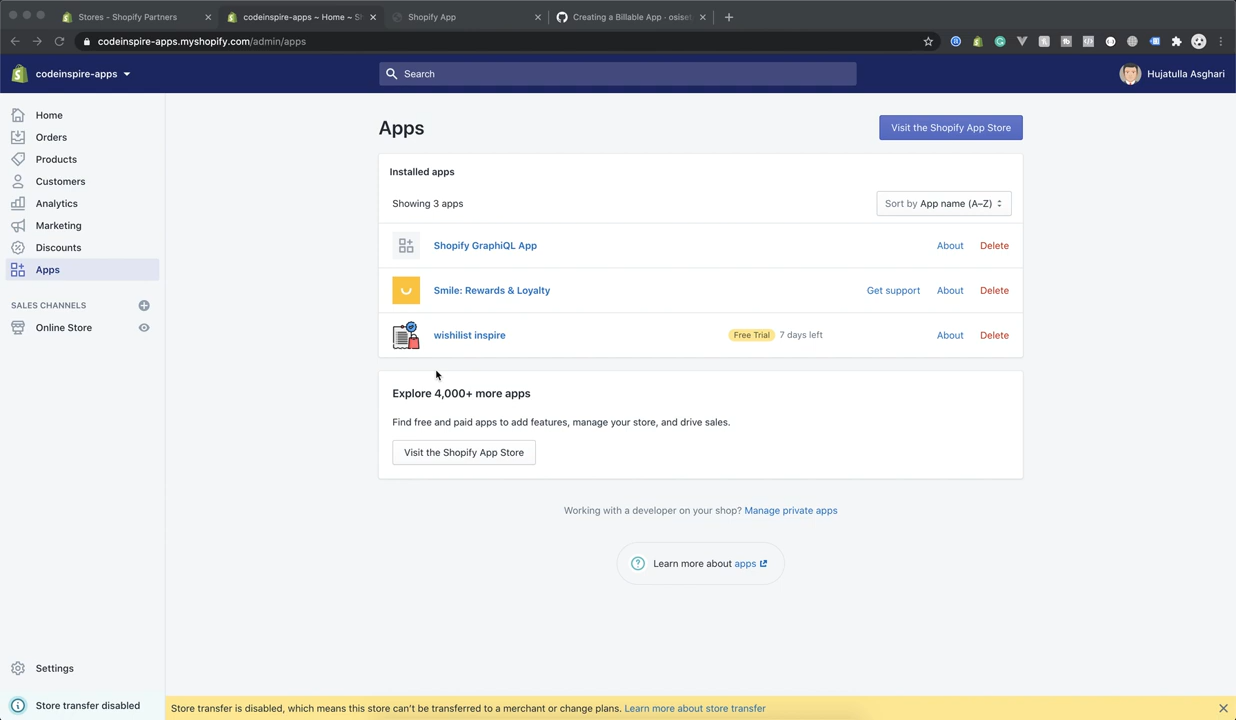 Stores - Shopify Partners
codeinspire-apps ~ Home ~ S
Shopify App
Creating a Billable App · osiset
codeinspire-apps.myshopify.com/admin/apps
codeinspire-apps
Search
Hujatulla Asghari
Home
Orders
Products
Customers
Analytics
Marketing
Discounts
Apps
SALES CHANNELS
Online Store
Settings
Store transfer disabled
Apps
Visit the Shopify App Store
Installed apps
Showing 3 apps
Sort by App name (A–Z)
Shopify GraphiQL App
About Delete
Smile: Rewards & Loyalty
Get support About Delete
wishilist inspire
Free Trial 7 days left
About Delete
Explore 4,000+ more apps
Find free and paid apps to add features, manage your store, and drive sales.
Visit the Shopify App Store
Working with a developer on your shop? Manage private apps
Learn more about apps
Store transfer is disabled, which means this store can't be transferred to a merchant or change plans. Learn more about store transfer